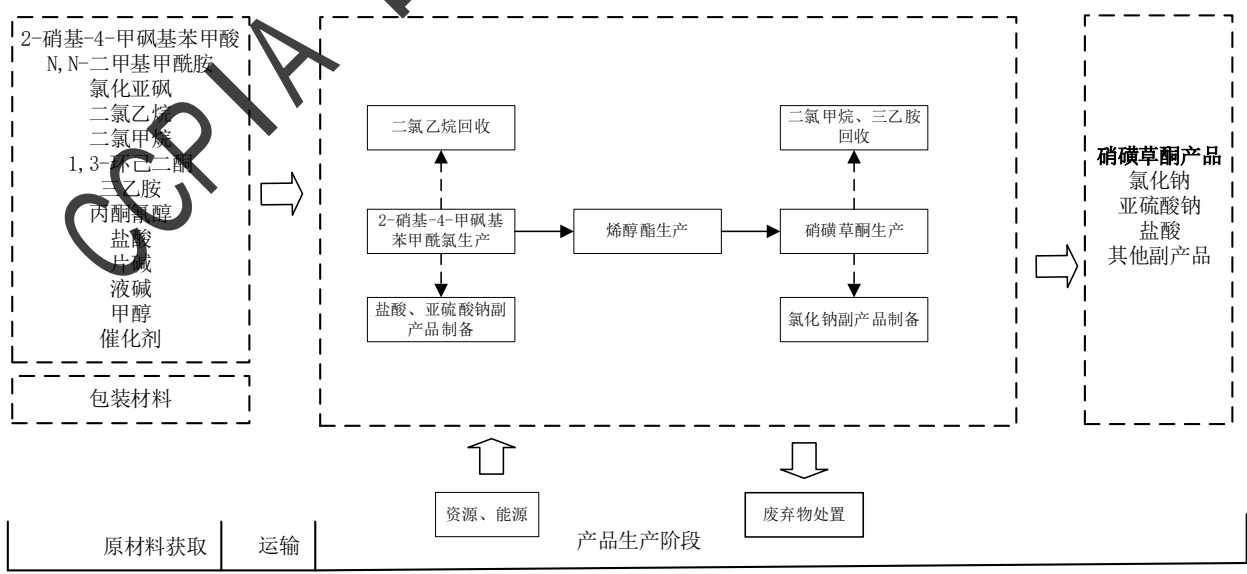 2-硝基-4-甲砜基苯甲酸
N,N-二甲基甲酰胺
氯化亚砜
二氯乙烷
二氯甲烷
1,3-环己二酮
三乙胺
丙酮氰醇
盐酸
片碱
液碱
甲醇
催化剂
包装材料
CCPIA
二氯乙烷回收
二氯甲烷、三乙胺
回收
2-硝基-4-甲砜基
苯甲酰氯生产
烯醇酯生产
硝磺草酮生产
盐酸、亚硫酸钠副
产品制备
氯化钠副产品制备
硝磺草酮产品
氯化钠
亚硫酸钠
盐酸
其他副产品
资源、能源
废弃物处置
原材料获取
运输
产品生产阶段